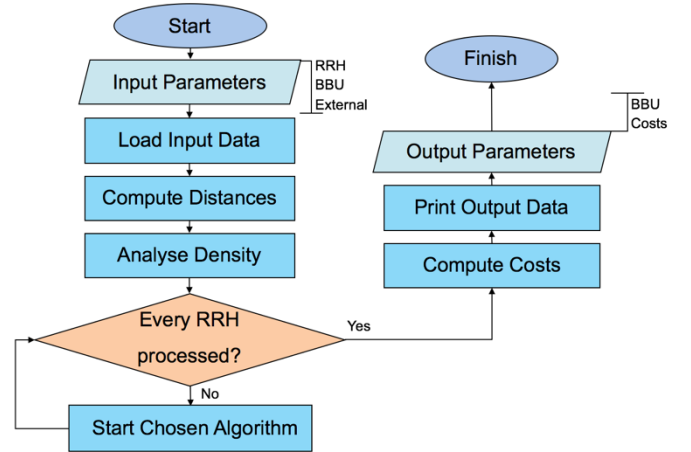 Start
Input Parameters
RRH
BBU
External
Load Input Data
Compute Distances
Analyse Density
Every RRH
processed?
Yes
No
Start Chosen Algorithm
Finish
BBU
Costs
Output Parameters
Print Output Data
Compute Costs